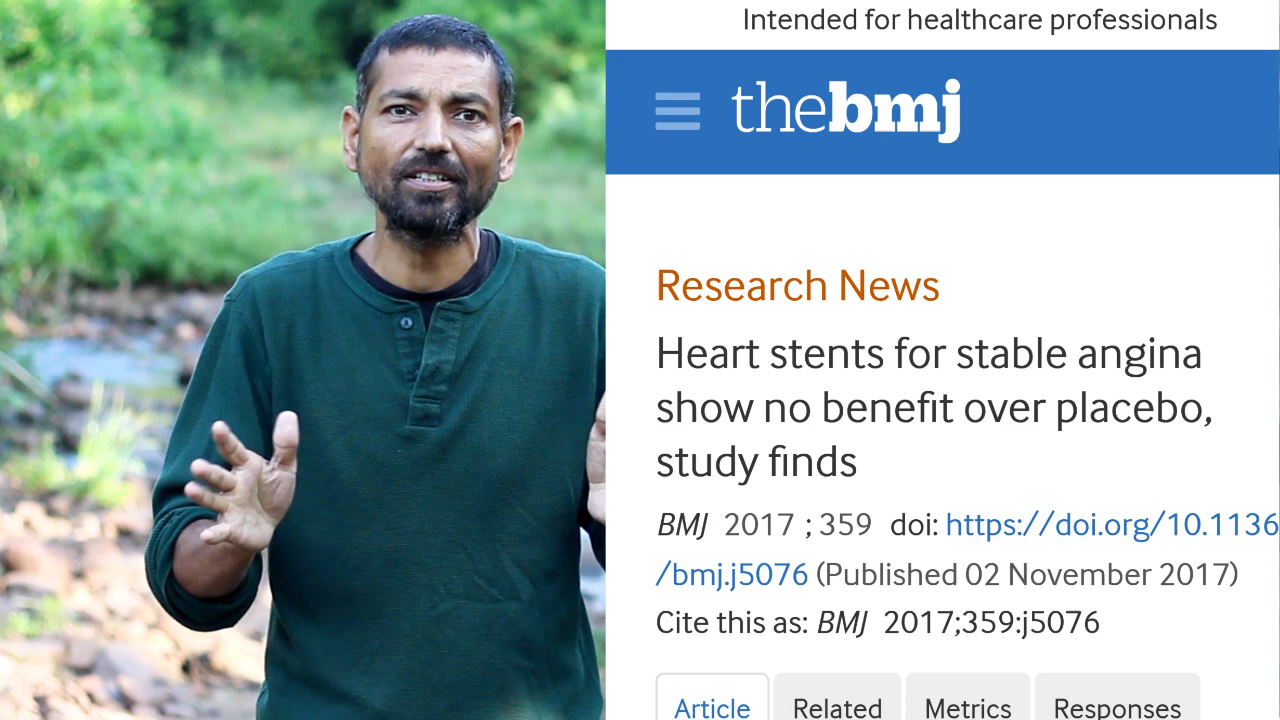 Intended for healthcare professionals
thebmj
Research News
Heart stents for stable angina
show no benefit over placebo,
study finds
BMJ 2017 ; 359 doi: https://doi.org/10.1136
/bmj.j5076 (Published 02 November 2017)
Cite this as: BMJ 2017;359:j5076
Article Related Metrics Responses